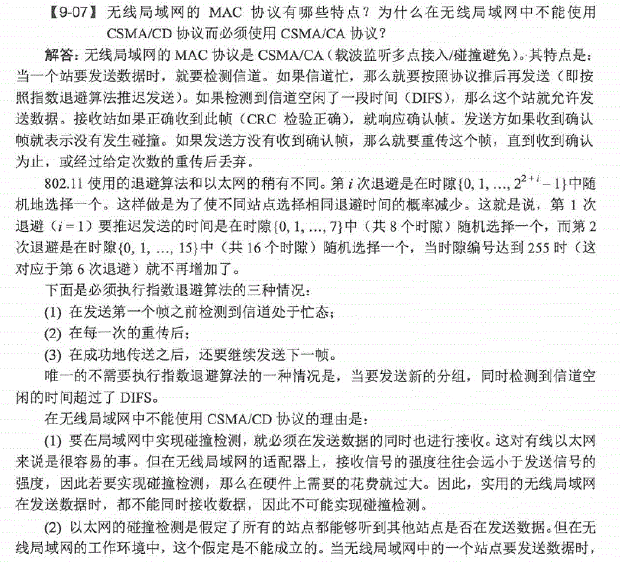 【9-07】 无线局域网的 MAC 协议有哪些特点？为什么在无线局域网中不能使用
CSMA/CD 协议而必须使用 CSMA/CA 协议？
解答：无线局域网的 MAC 协议是 CSMA/CA（载波监听多点接入/碰撞避免）。其特点是：
当一个站要发送数据时，就要检测信道。如果信道忙，那么就要按照协议推后再发送（即按
照指数退避算法推迟发送）。如果检测到信道空闲了一段时间（DIFS），那么这个站就允许发
送数据。接收站如果正确收到此帧（CRC 检验正确），就响应确认帧。发送方如果收到确认
帧就表示没有发生碰撞。如果发送方没有收到确认帧，那么就要重传这个帧，直到收到确认
为止，或经过给定次数的重传后丢弃。
802.11 使用的退避算法和以太网的稍有不同。第 i 次退避是在时隙{0, 1, …, 2^{2+i} – 1}中随
机地选择一个。这样做是为了使不同站点选择相同退避时间的概率减少。这就是说，第 1 次
退避（i = 1）要推迟发送的时间是在时隙{0, 1, …, 7}中（共 8 个时隙）随机选择一个，而第 2
次退避是在时隙{0, 1, …, 15}中（共 16 个时隙）随机选择一个，当时隙编号达到 255 时（这
对应于第 6 次退避）就不再增加了。
下面是必须执行指数退避算法的三种情况：
(1) 在发送第一个帧之前检测到信道处于忙态；
(2) 在每一次的重传后；
(3) 在成功地传送之后，还要继续发送下一帧。
唯一的不需要执行指数退避算法的一种情况是，当要发送新的分组，同时检测到信道空
闲的时间超过了 DIFS。
在无线局域网中不能使用 CSMA/CD 协议的理由是：
(1) 要在局域网中实现碰撞检测，就必须在发送数据的同时也进行接收。这对有线以太网
来说是很容易的事。但在无线局域网的适配器上，接收信号的强度往往会远小于发送信号的
强度，因此若要实现碰撞检测，那么在硬件上需要的花费就过大。因此，实用的无线局域网
在发送数据时，都不能同时接收数据，因此不可能实现碰撞检测。
(2) 以太网的碰撞检测是假定了所有的站点都能够听到其他站点是否在发送数据。但在无
线局域网的工作环境中，这个假定是不能成立的。当无线局域网中的一个站点要发送数据时，